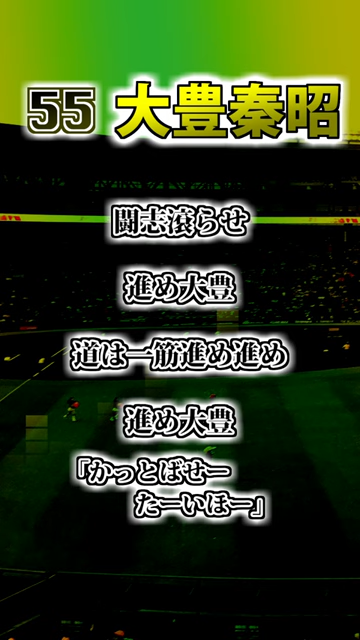 55 大豊秦昭
闘志滾らせ
進め大豊
道は一筋進め進め
進め大豊
『かっとばせー
たーいほー』